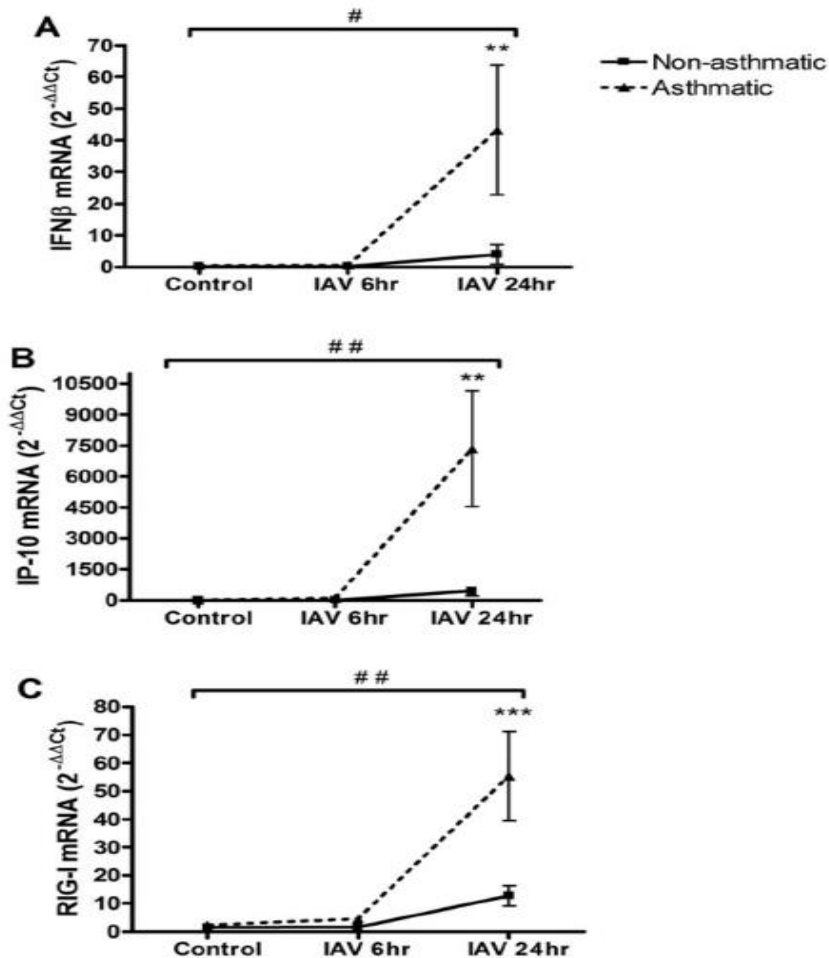 A
#
**
IFNβ mRNA (2^-ΔΔCt)
70
60
50
40
30
20
10
0
Control IAV 6hr IAV 24hr
Non-asthmatic
Asthmatic
B
# #
**
IP-10 mRNA (2^-ΔΔCt)
10500
9000
7500
6000
4500
3000
1500
0
Control IAV 6hr IAV 24hr
C
# #
***
RIG-I mRNA (2^-ΔΔCt)
80
70
60
50
40
30
20
10
0
Control IAV 6hr IAV 24hr